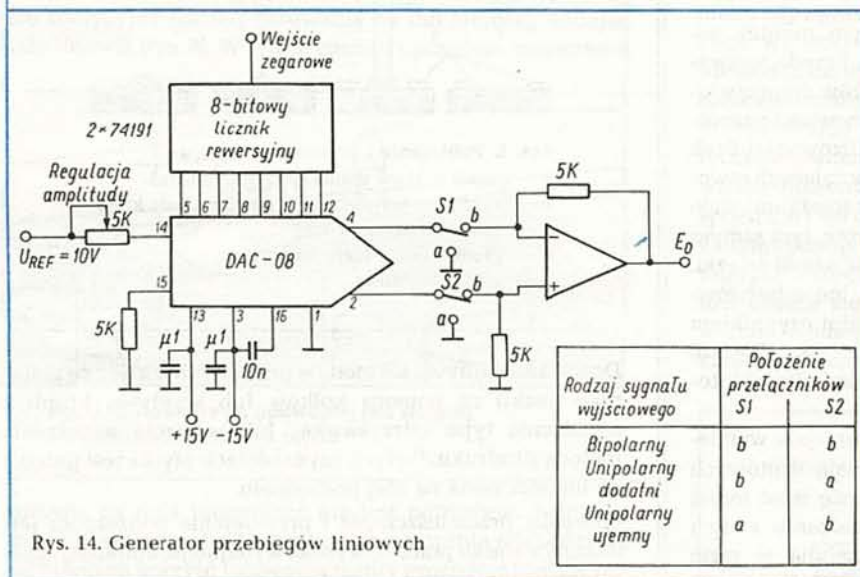 Wejście
zegarowe
2×74191
8-bitowy
licznik
rewersyjny
Regulacja
amplitudy
5K
5 6 7 8 9 10 11 12
14
4
S1
b
a
5K
−
+
E₀
U_REF = 10V
DAC-08
15
S2
b
a
2
5K
13
3
16
1
5K
µ1
µ1
10n
+15V
−15V
Rodzaj sygnału
wyjściowego
Położenie
przełączników
S1
S2
Bipolarny
b
b
Unipolarny
dodatni
b
a
Unipolarny
ujemny
a
b
Rys. 14. Generator przebiegów liniowych